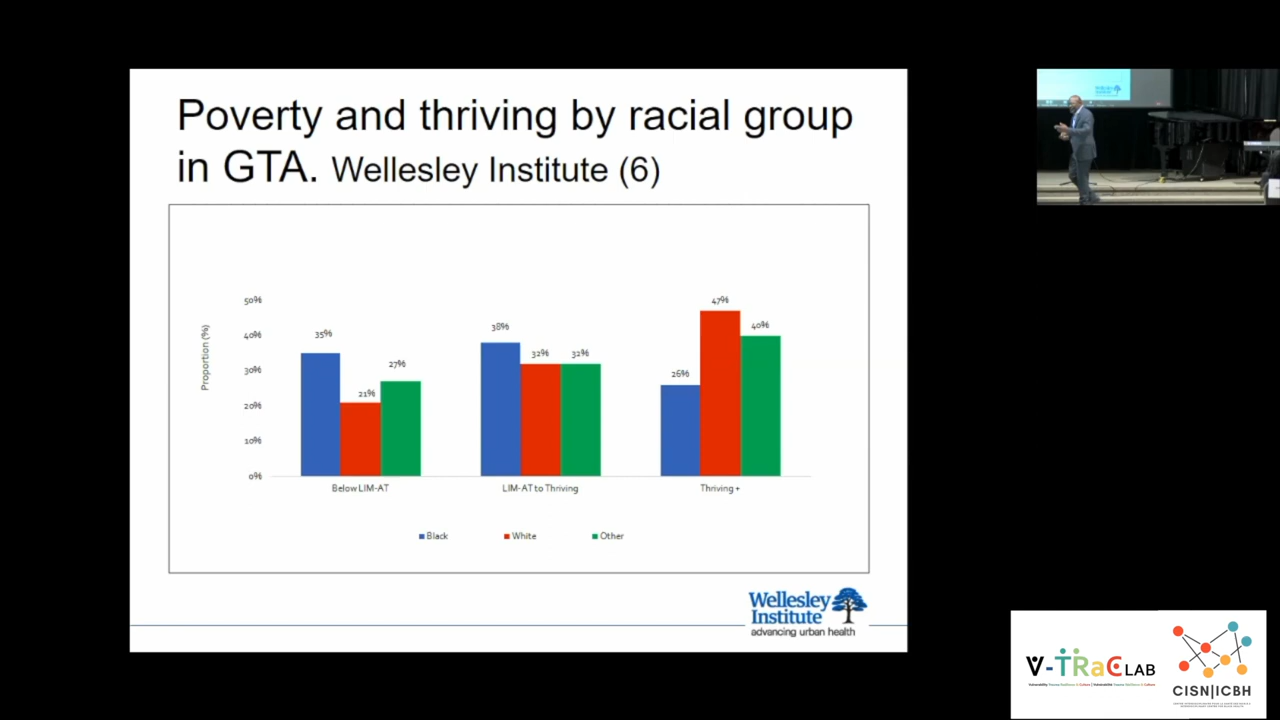 Poverty and thriving by racial group
in GTA. Wellesley Institute (6)
Proportion (%)
50%
40%
30%
20%
10%
0%
35%
21%
27%
38%
32%
32%
26%
47%
40%
Below LIM-AT
LIM-AT to Thriving
Thriving +
Black
White
Other
Wellesley
Institute
advancing urban health
V-TRaC LAB
CISN|ICBH